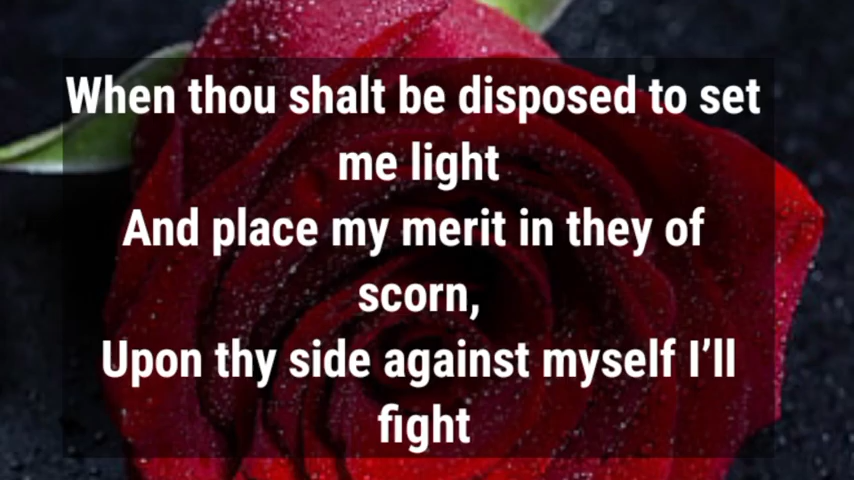 When thou shalt be disposed to set
me light
And place my merit in they of
scorn,
Upon thy side against myself I’ll
fight